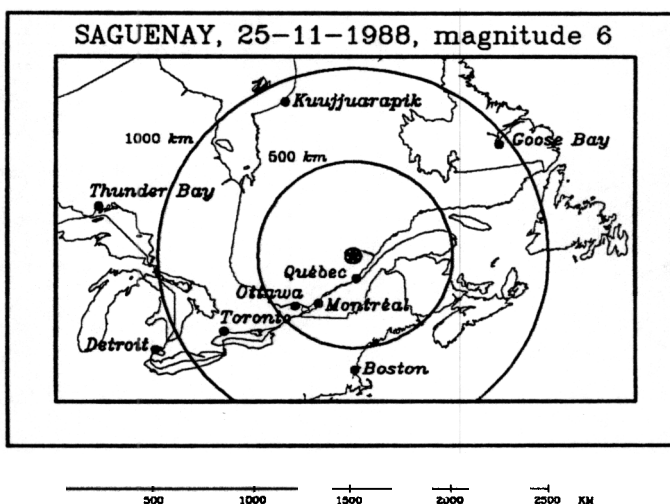 SAGUENAY, 25-11-1988, magnitude 6
Kuujjuarapik
1000 km
Goose Bay
500 km
Thunder Bay
Québec
Ottawa
Montréal
Toronto
Detroit
Boston
500 1000 1500 2000 2500 KM